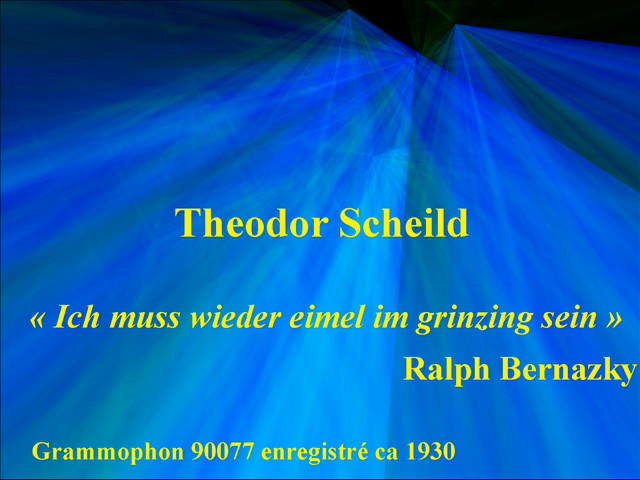 Theodor Scheild
« Ich muss wieder eimel im grinzing sein »
Ralph Bernazky
Grammophon 90077 enregistré ca 1930